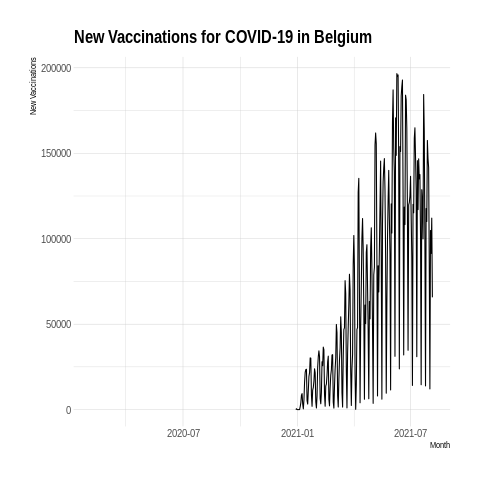 New Vaccinations for COVID-19 in Belgium
New Vaccinations
200000
150000
100000
50000
0
2020-07
2021-01
2021-07
Month